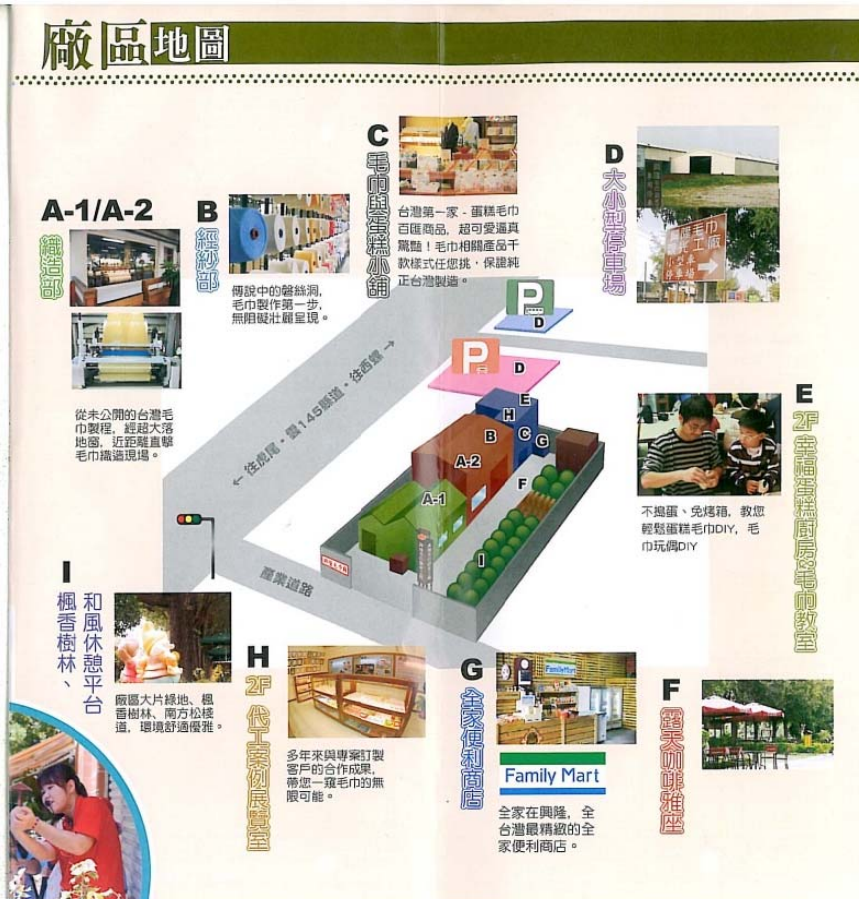 廠區地圖
A-1/A-2
織造部
從未公開的台灣毛
巾製程，經超大落
地窗，近距離直擊
毛巾織造現場。
B
經紗部
傳說中的盤絲洞，
毛巾製作第一步，
無阻礙壯麗呈現。
C
毛巾與蛋糕小舖
台灣第一家-蛋糕毛巾
百匯商品，超可愛逼真
驚豔！毛巾相關產品千
款樣式任您挑，保證純
正台灣製造。
D
大小型停車場
小型車
停車場
E
2F 幸福蛋糕廚房&毛巾教室
不搗蛋、免烤箱，教您
輕鬆蛋糕毛巾DIY，毛
巾玩偶DIY
P
D
P
D
← 往虎尾・雲145縣道・往西螺 →
E
H
B
C
G
A-2
F
A-1
I
產業道路
I
楓香樹林、
和風休憩平台
廠區大片綠地、楓
香樹林、南方松棧
道，環境舒適優雅。
H
2F 代工案例展覽室
多年來與專案訂製
客戶的合作成果，
帶您一窺毛巾的無
限可能。
G
全家便利商店
FamilyMart
Family Mart
全家在興隆，全
台灣最精緻的全
家便利商店。
F
露天咖啡雅座